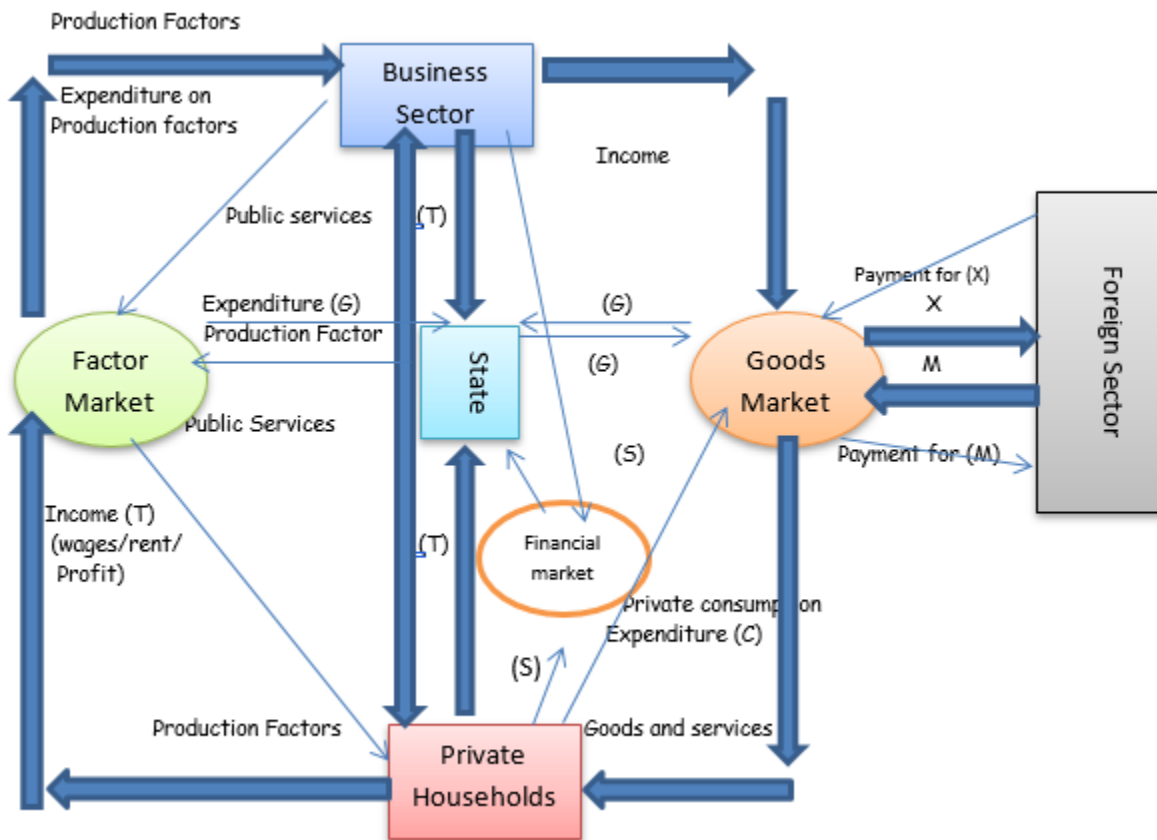 Production Factors
Business
Sector
Expenditure on
Production factors
Income
Public services
(T)
Foreign Sector
Payment for (X)
X
Expenditure (G)
(G)
Production Factor
State
(G)
Factor
Market
Goods
Market
M
Public Services
(S)
Payment for (M)
Income (T)
(wages/rent/
Profit)
(T)
Financial
market
Private consumption
Expenditure (C)
(S)
Production Factors
Goods and services
Private
Households